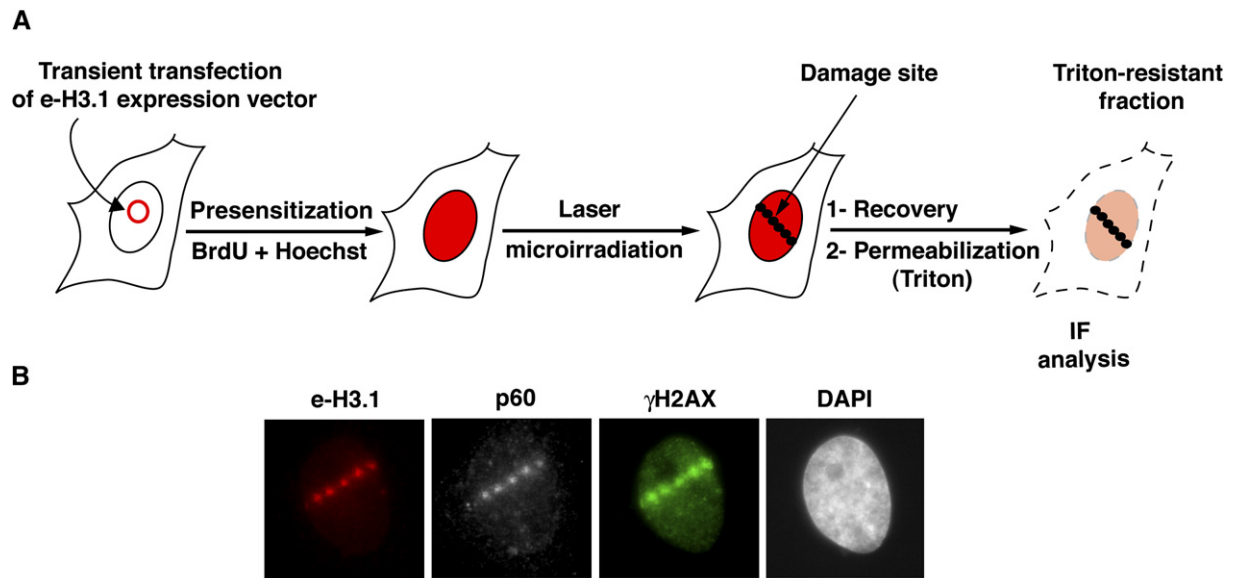 A
Transient transfection
of e-H3.1 expression vector
Presensitization
BrdU + Hoechst
Laser
microirradiation
Damage site
1- Recovery
2- Permeabilization
(Triton)
Triton-resistant
fraction
IF
analysis
B
e-H3.1
p60
γH2AX
DAPI